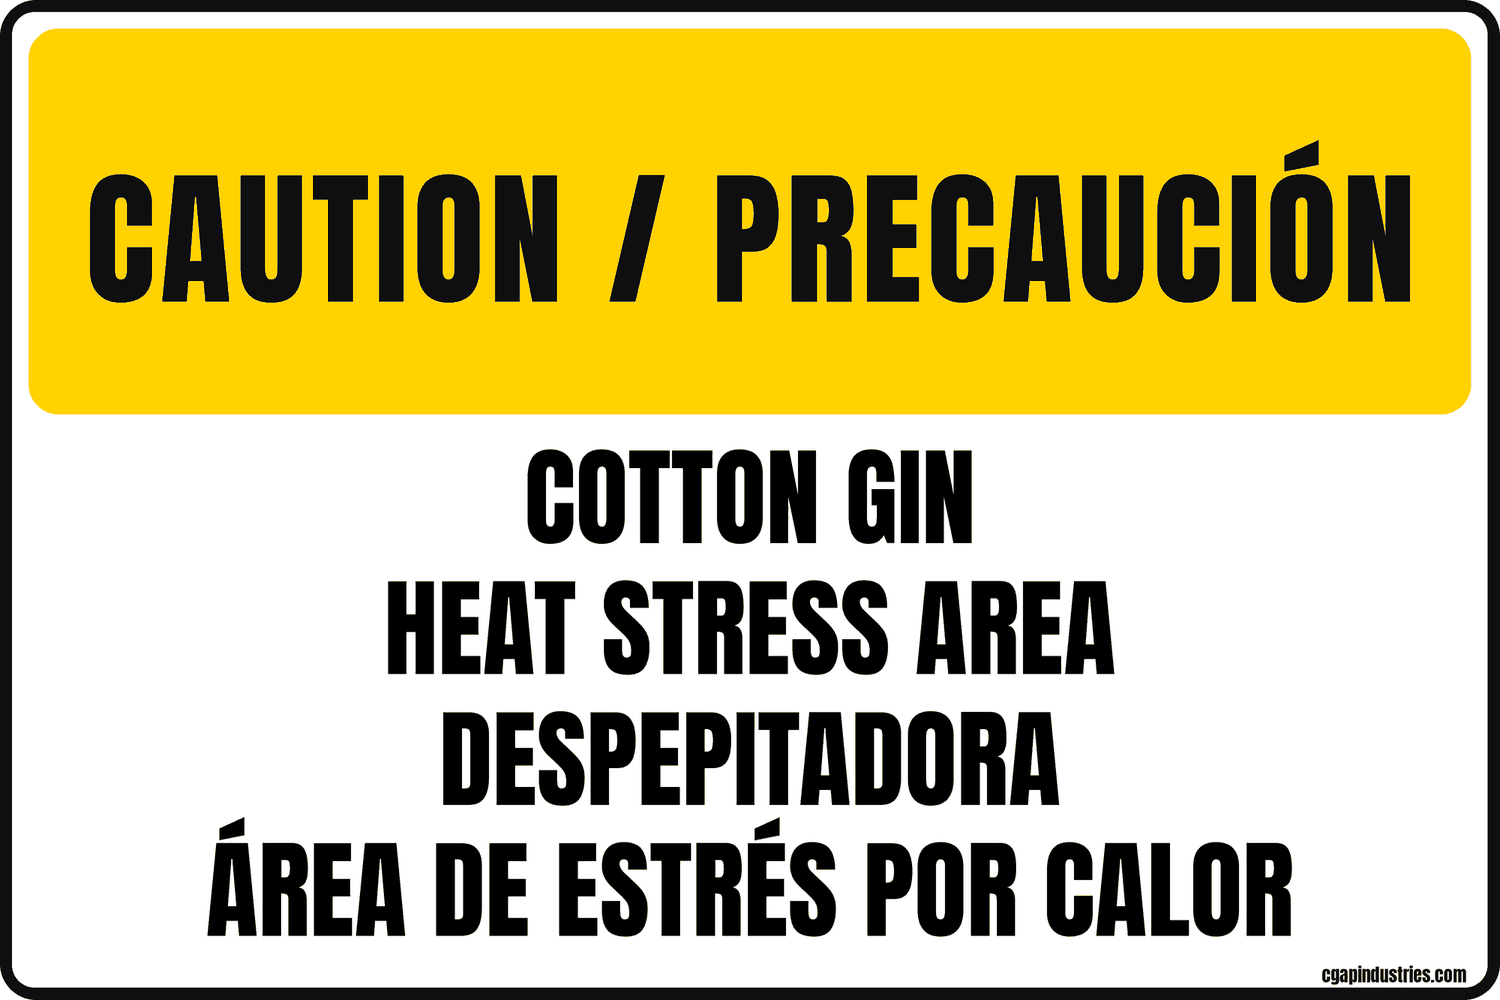 CAUTION / PRECAUCIÓN
COTTON GIN
HEAT STRESS AREA
DESPEPITADORA
ÁREA DE ESTRÉS POR CALOR
cgapindustries.com